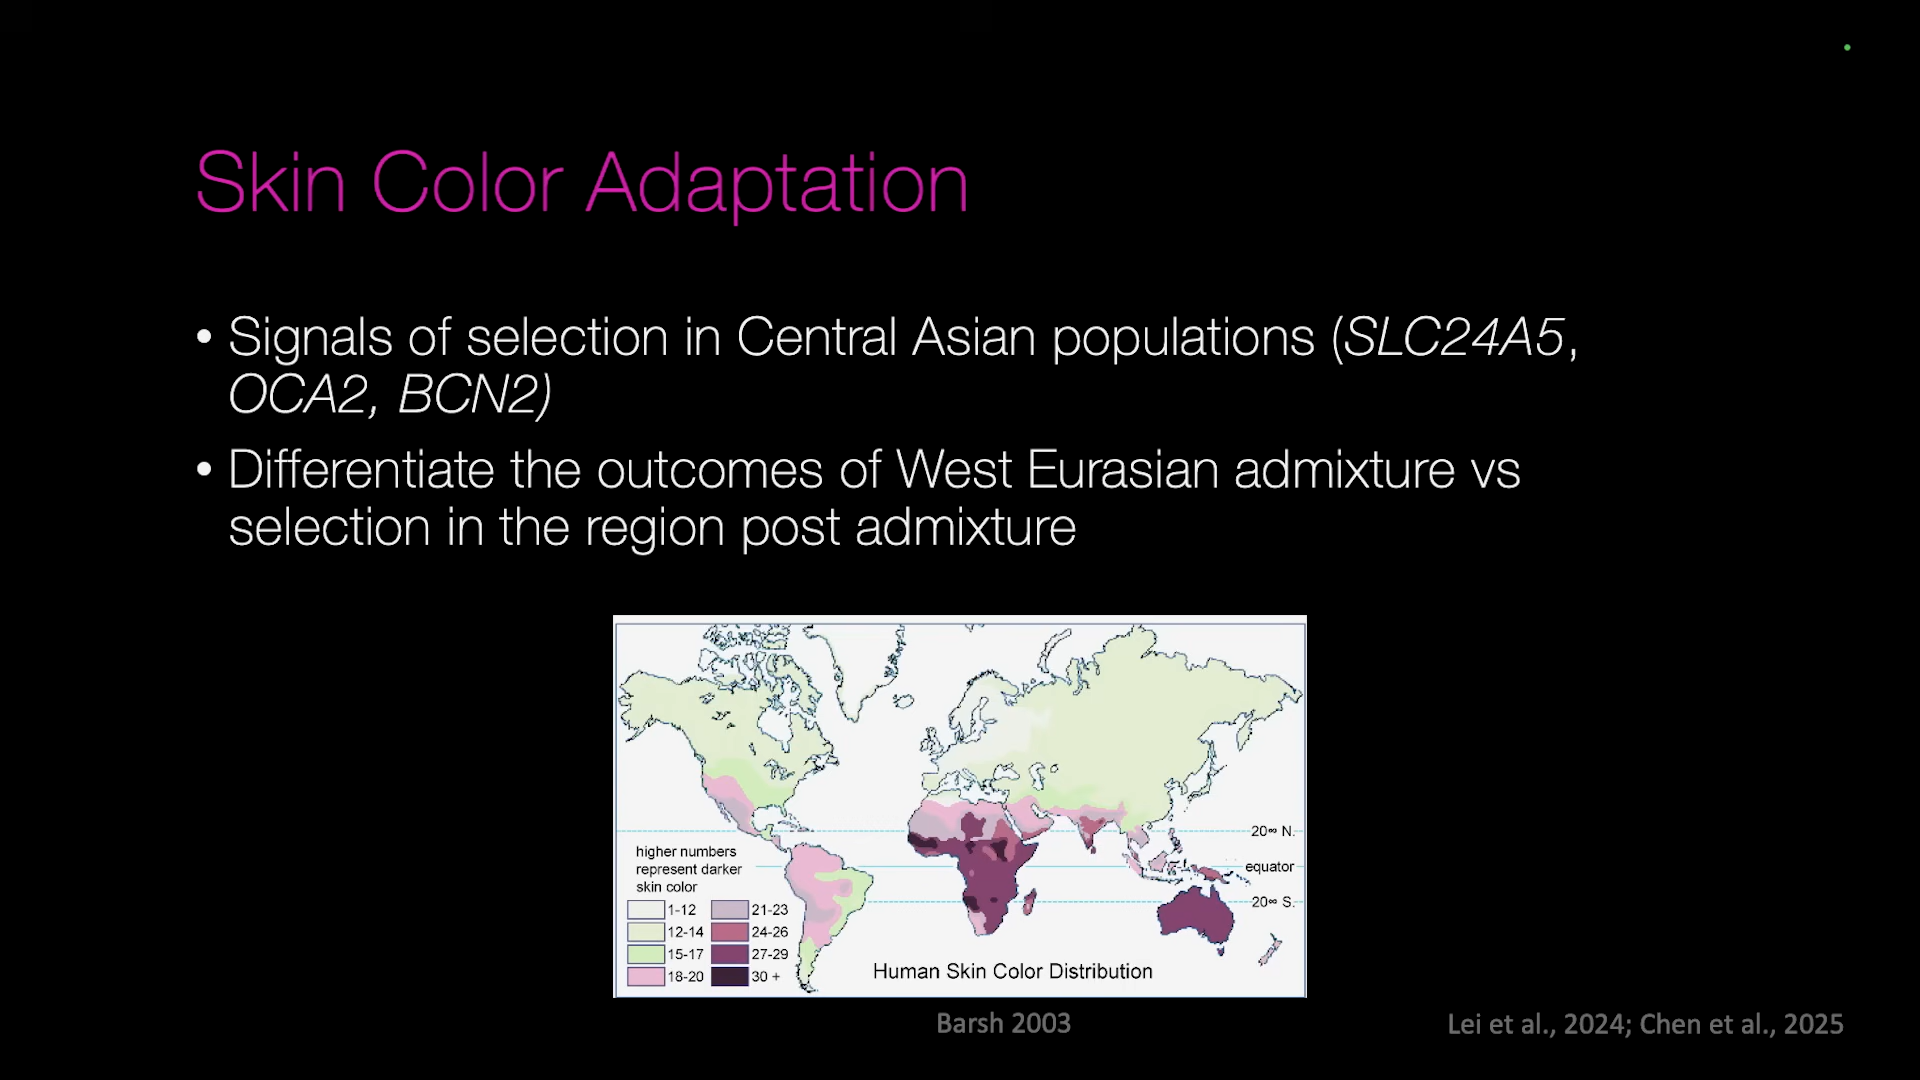 Skin Color Adaptation
• Signals of selection in Central Asian populations (SLC24A5,
OCA2, BCN2)
• Differentiate the outcomes of West Eurasian admixture vs
selection in the region post admixture
20∞ N.
equator
20∞ S.
higher numbers
represent darker
skin color
1-12
12-14
15-17
18-20
21-23
24-26
27-29
30 +
Human Skin Color Distribution
Barsh 2003
Lei et al., 2024; Chen et al., 2025